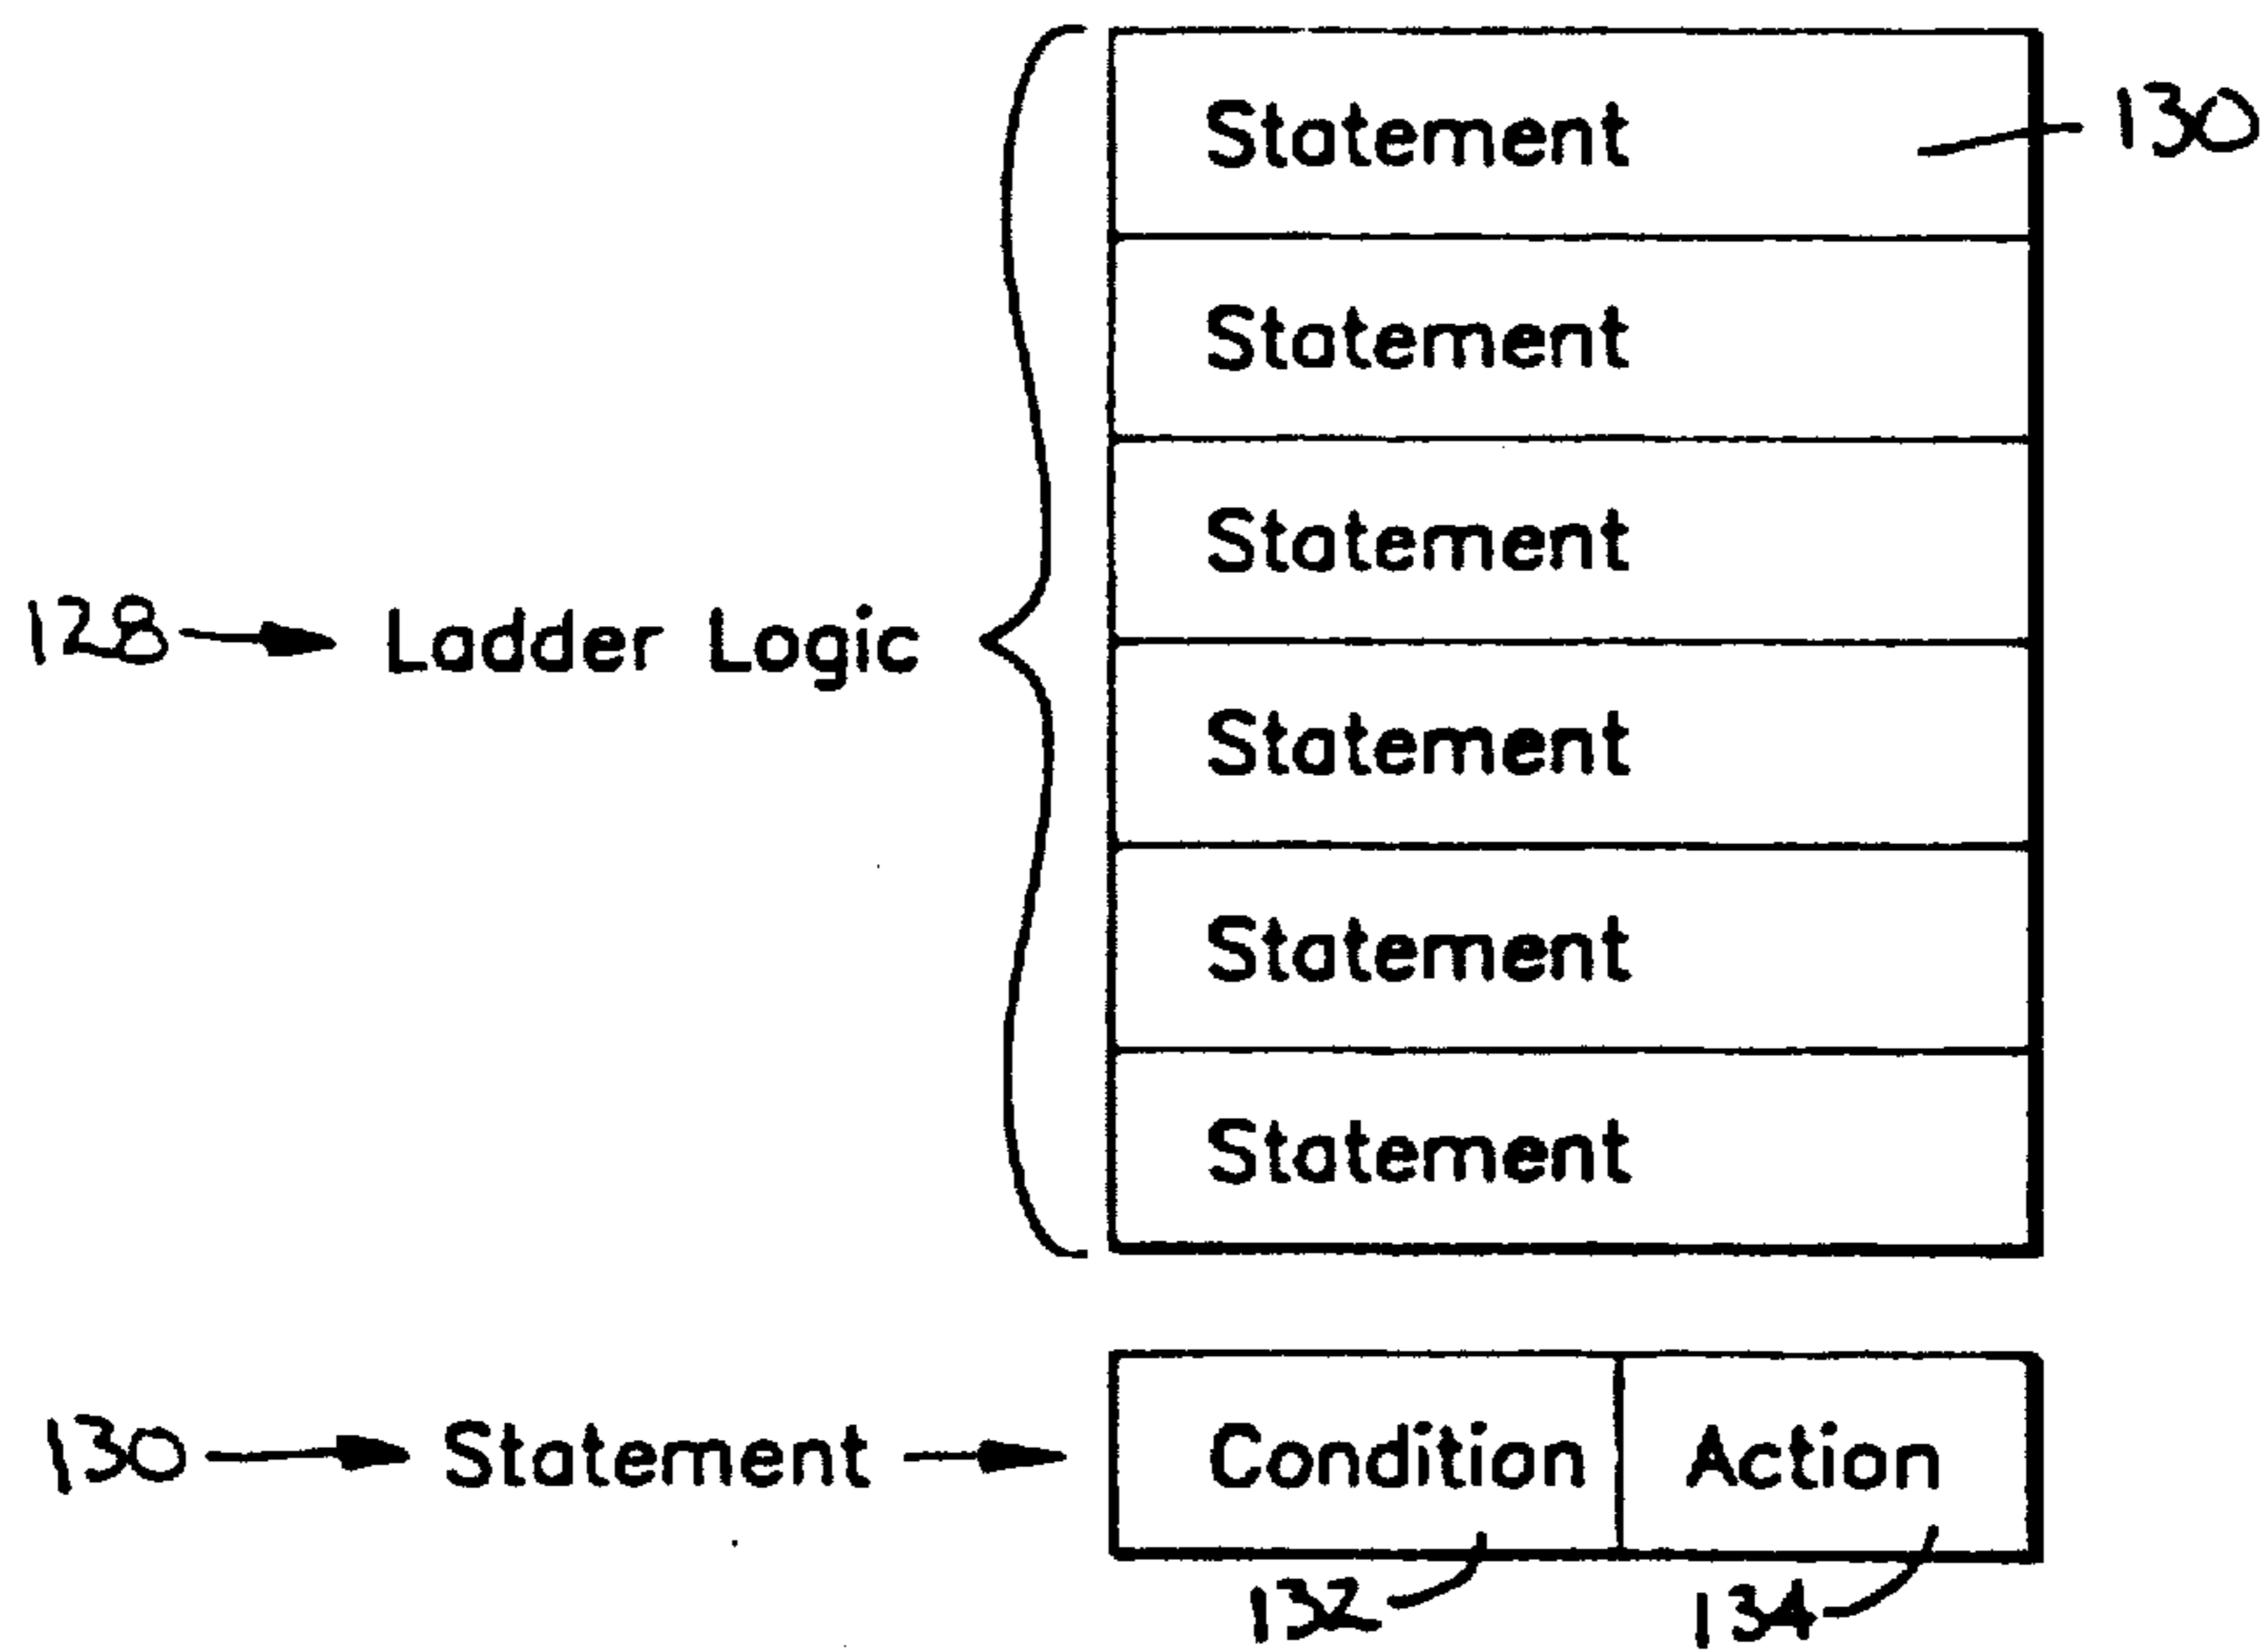 Statement 130
Statement
Statement
128 Ladder Logic
Statement
Statement
Statement
130 Statement Condition Action
132 134